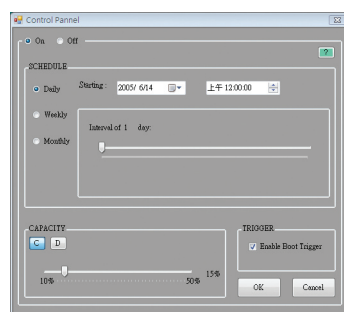 Control Pannel
On Off
?
SCHEDULE
Daily Starting : 2005/ 6/14 上午 12:00:00
Weekly
Interval of 1 day:
Monthly
CAPACITY
C D
10% 50% 15%
TRIGGER
Enable Boot Trigger
OK Cancel